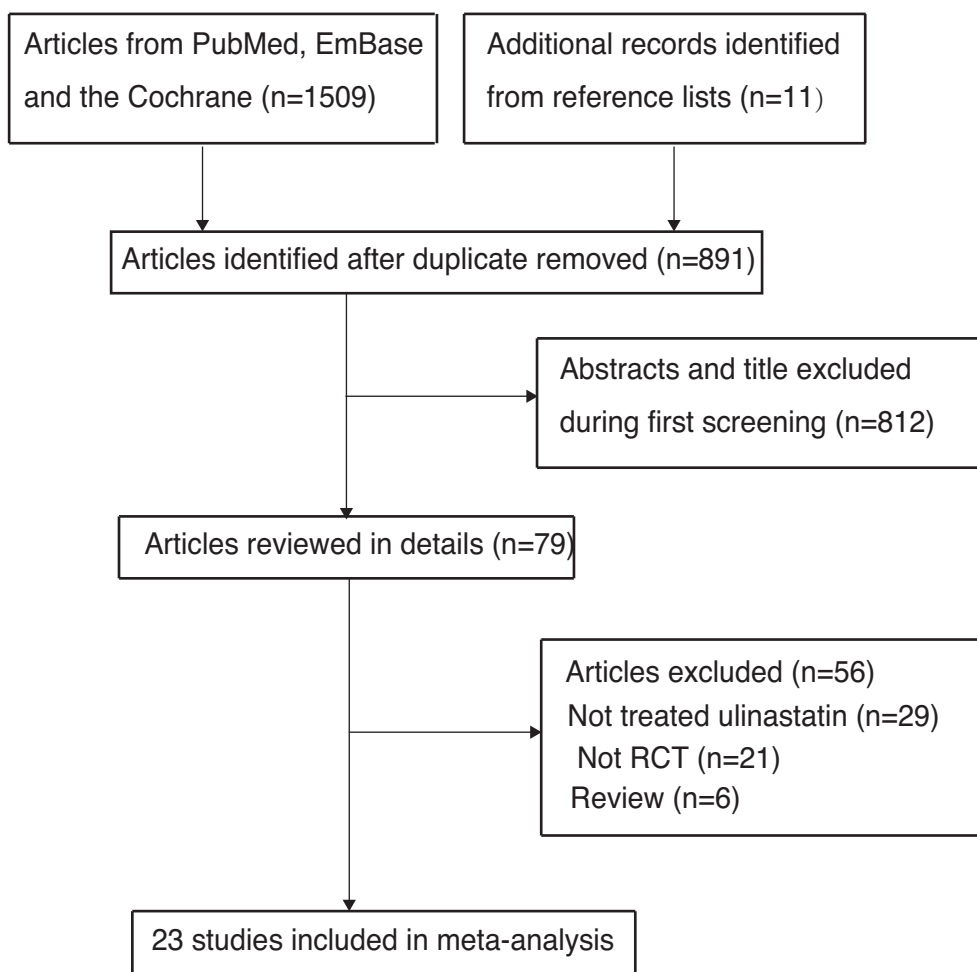 Articles from PubMed, EmBase
and the Cochrane (n=1509)
Additional records identified
from reference lists (n=11）
Articles identified after duplicate removed (n=891)
Abstracts and title excluded
during first screening (n=812)
Articles reviewed in details (n=79)
Articles excluded (n=56)
Not treated ulinastatin (n=29)
Not RCT (n=21)
Review (n=6)
23 studies included in meta-analysis